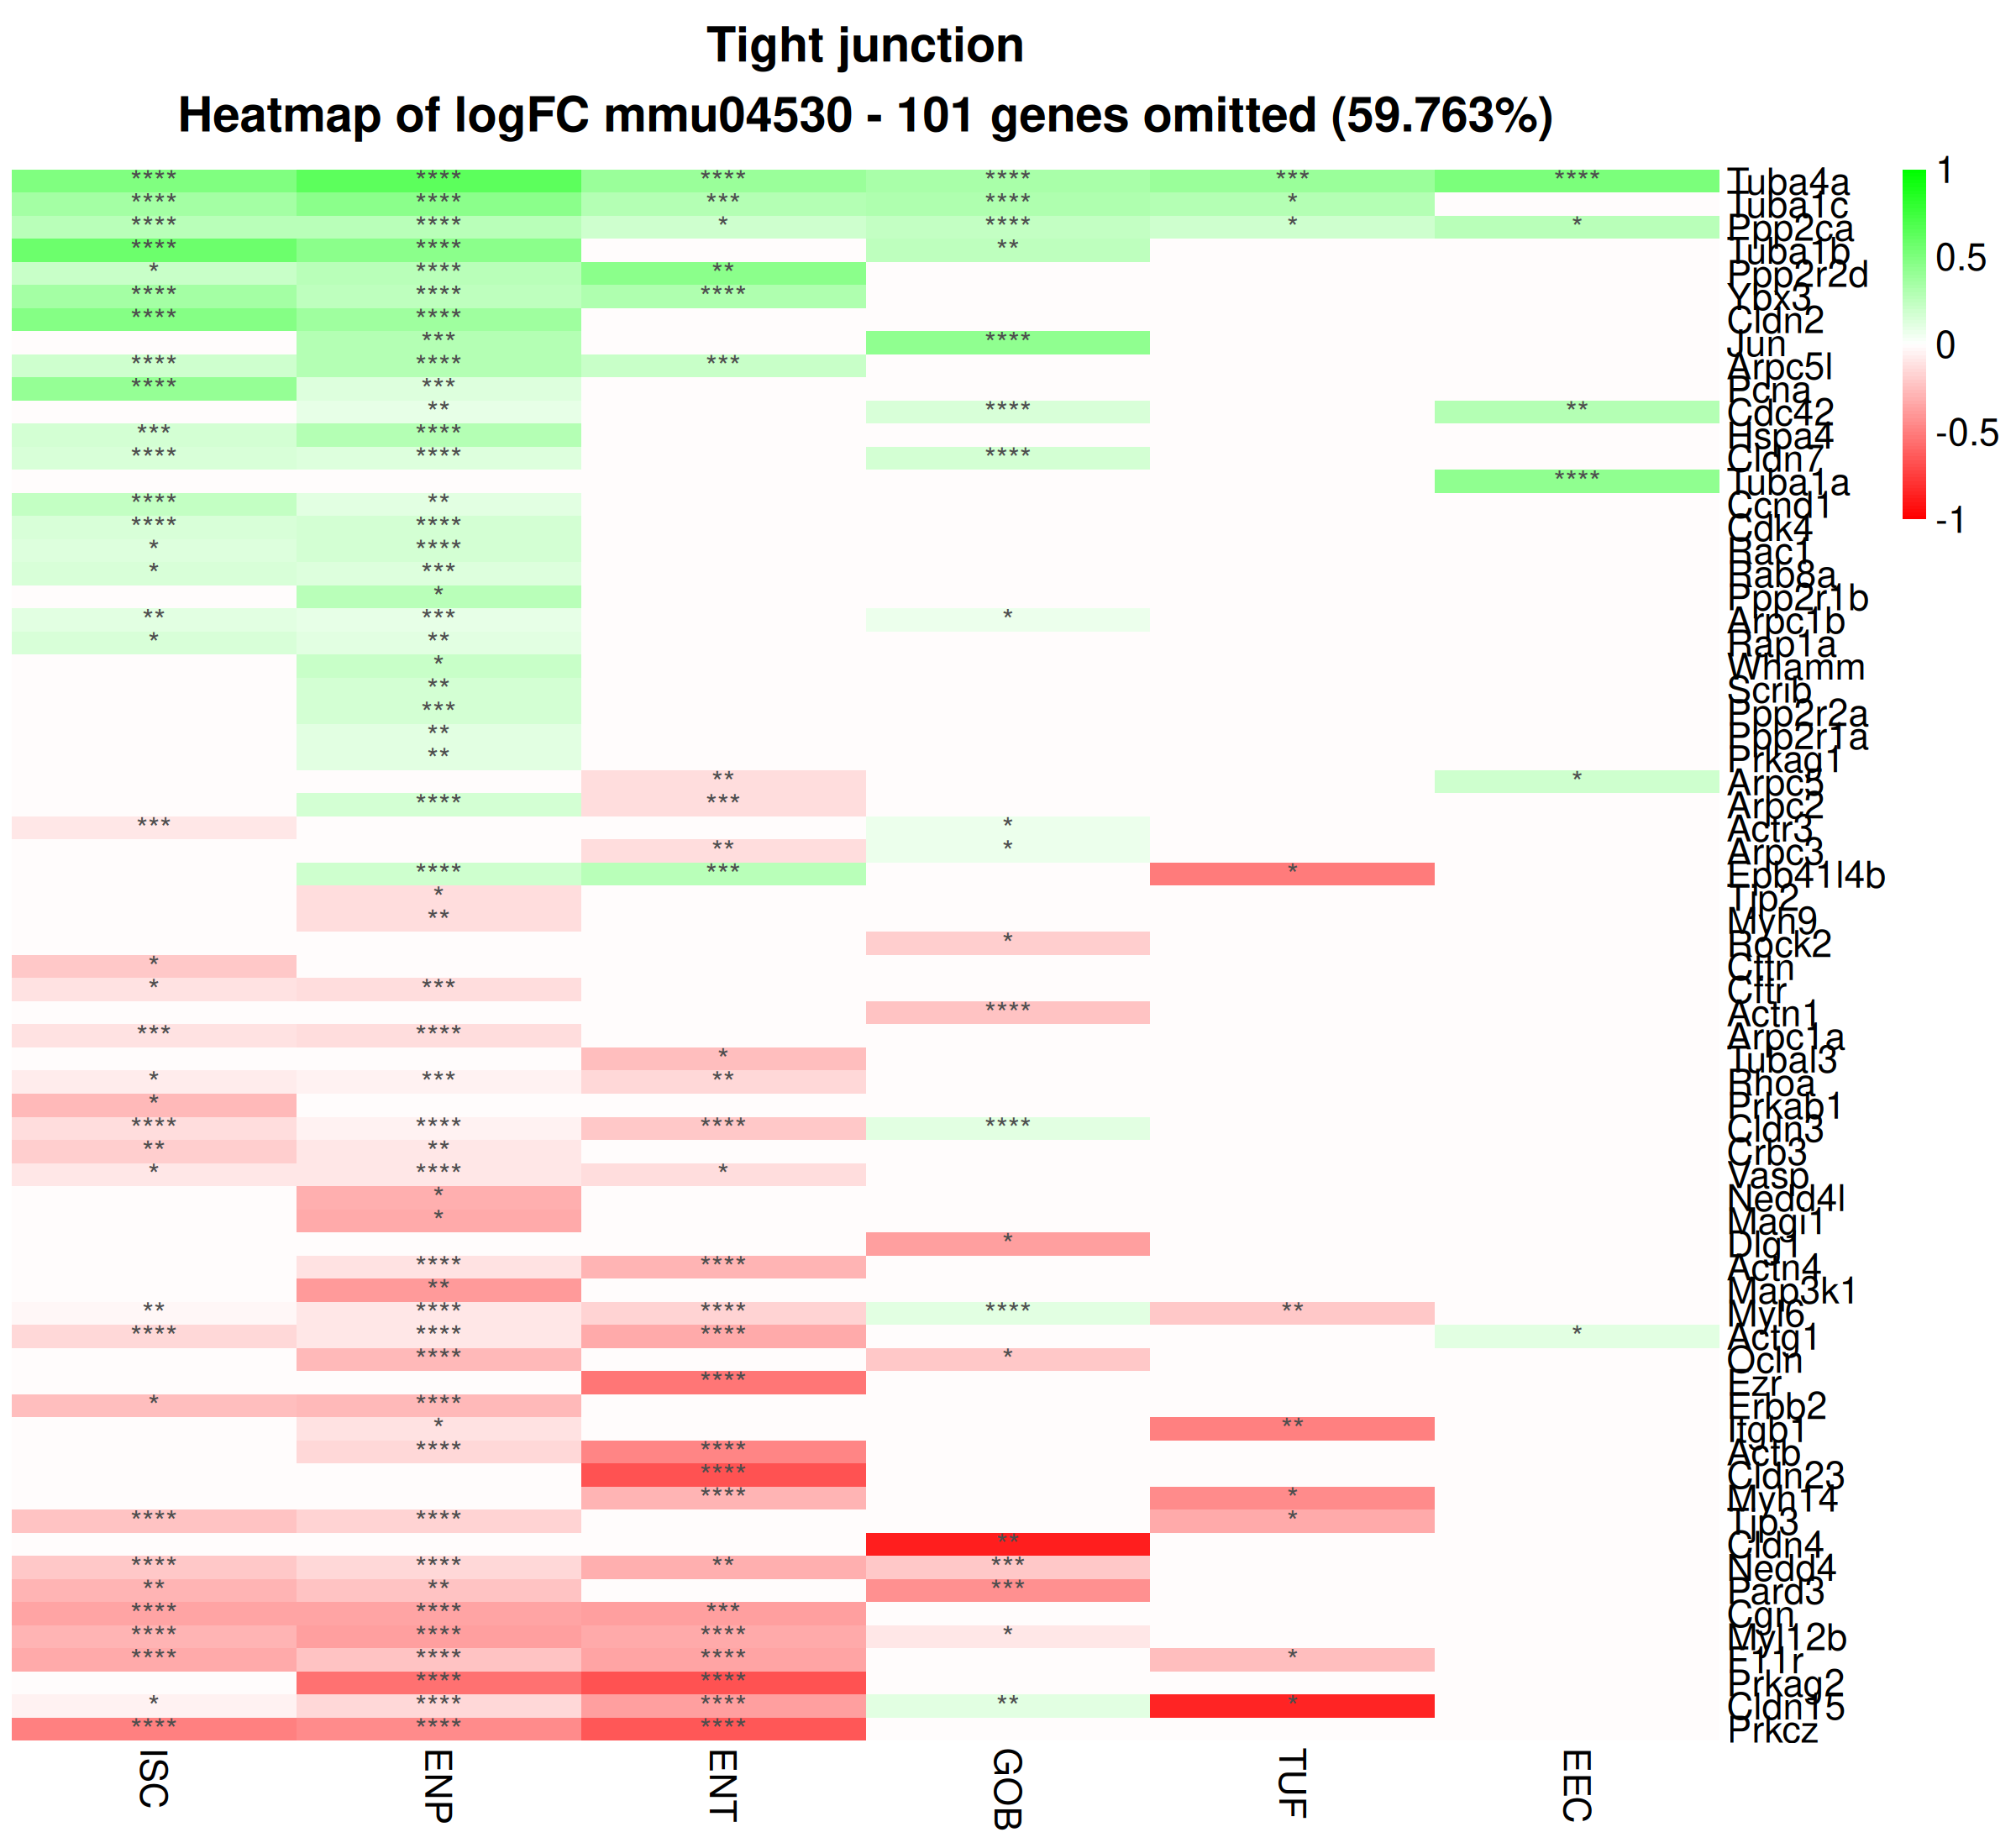 Tight junction
Heatmap of logFC mmu04530 - 101 genes omitted (59.763%)
**** **** **** **** *** **** Tuba4a
**** **** *** **** * Tuba1c
**** **** * **** * * Ppp2ca
**** **** ** Tuba1b
* **** ** Ppp2r2d
**** **** **** Ybx3
**** **** Cldn2
*** **** Jun
**** **** *** Arpc5l
**** *** Pcna
** **** ** Cdc42
*** **** Hspa4
**** **** **** Cldn7
**** Tuba1a
**** ** Ccnd1
**** **** Cdk4
* **** Rac1
* *** Rab8a
* Ppp2r1b
** *** * Arpc1b
* ** Rap1a
* Whamm
** Scrib
*** Ppp2r2a
** Ppp2r1a
** Prkag1
** * Arpc5
**** *** Arpc2
*** * Actr3
** * Arpc3
**** *** * Epb41l4b
* Tjp2
** Myh9
* Rock2
* Cttn
* *** Cftr
**** Actn1
*** **** Arpc1a
* Tubal3
* *** ** Rhoa
* Prkab1
**** **** **** **** Cldn3
** ** Crb3
* **** * Vasp
* Nedd4l
* Magi1
* Dlg1
**** **** Actn4
** Map3k1
** **** **** **** ** Myl6
**** **** **** * Actg1
**** * Ocln
**** Ezr
* **** Erbb2
* ** Itgb1
**** **** Actb
**** Cldn23
**** * Myh14
**** **** * Tjp3
** Cldn4
**** **** ** *** Nedd4
** ** *** Pard3
**** **** *** Cgn
**** **** **** * Myl12b
**** **** **** * F11r
**** **** Prkag2
* **** **** ** * Cldn15
**** **** **** Prkcz
1
0.5
0
-0.5
-1
ISC ENP ENT GOB TUF EEC